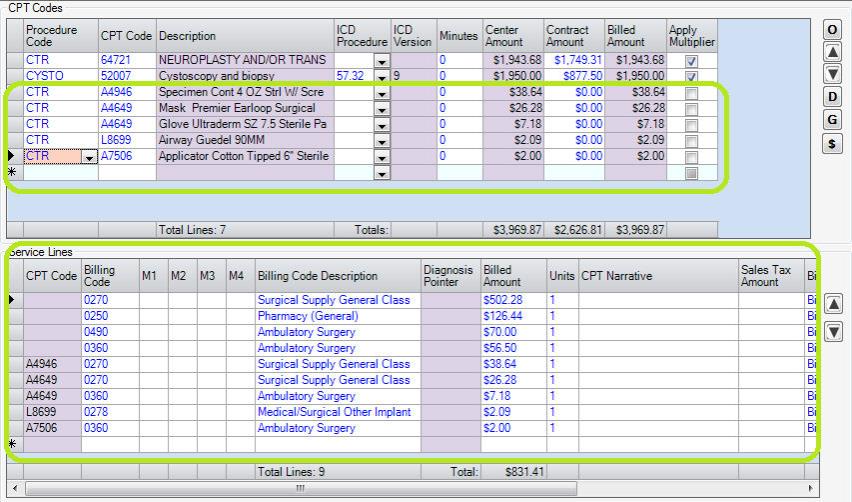 CPT Codes
Procedure Code CPT Code Description ICD Procedure ICD Version Minutes Center Amount Contract Amount Billed Amount Apply Multiplier
CTR 64721 NEUROPLASTY AND/OR TRANS 0 $1,943.68 $1,749.31 $1,943.68
CYSTO 52007 Cystoscopy and biopsy 57.32 9 0 $1,950.00 $877.50 $1,950.00
CTR A4946 Specimen Cont 4 OZ Strl W/ Scre 0 $38.64 $0.00 $38.64
CTR A4649 Mask Premier Earloop Surgical 0 $26.28 $0.00 $26.28
CTR A4649 Glove Ultraderm SZ 7.5 Sterile Pa 0 $7.18 $0.00 $7.18
CTR L8699 Airway Guedel 90MM 0 $2.09 $0.00 $2.09
CTR A7506 Applicator Cotton Tipped 6" Sterile 0 $2.00 $0.00 $2.00
*
Total Lines: 7 Totals: $3,969.87 $2,626.81 $3,969.87
O
D
G
$
Service Lines
CPT Code Billing Code M1 M2 M3 M4 Billing Code Description Diagnosis Pointer Billed Amount Units CPT Narrative Sales Tax Amount Bi
0270 Surgical Supply General Class $502.28 1 Bi
0250 Pharmacy (General) $126.44 1 Bi
0490 Ambulatory Surgery $70.00 1 Bi
0360 Ambulatory Surgery $56.50 1 Bi
A4946 0270 Surgical Supply General Class $38.64 1 Bi
A4649 0270 Surgical Supply General Class $26.28 1 Bi
A4649 0360 Ambulatory Surgery $7.18 1 Bi
L8699 0278 Medical/Surgical Other Implant $2.09 1 Bi
A7506 0360 Ambulatory Surgery $2.00 1 Bi
*
Total Lines: 9 Total: $831.41